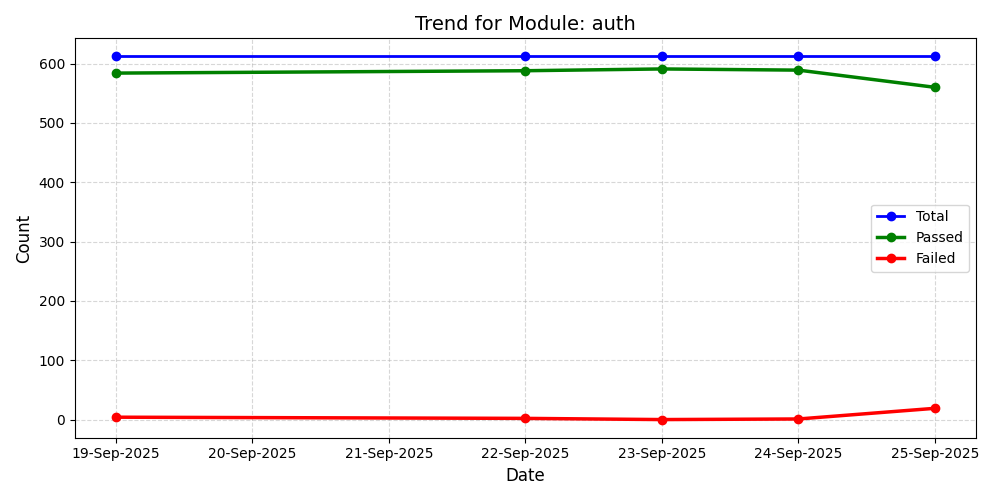 Trend for Module: auth
600
500
400
300
200
100
0
Count
Total
Passed
Failed
19-Sep-2025 20-Sep-2025 21-Sep-2025 22-Sep-2025 23-Sep-2025 24-Sep-2025 25-Sep-2025
Date